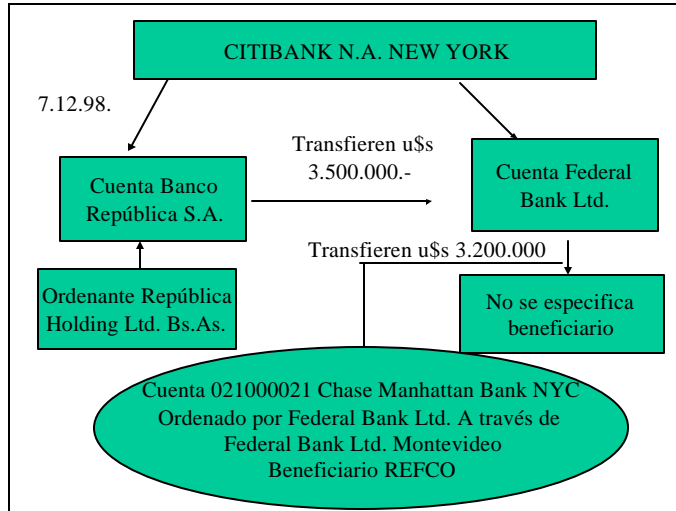 CITIBANK N.A. NEW YORK
7.12.98.
Transfieren u$s
3.500.000.-
Cuenta Banco
República S.A.
Cuenta Federal
Bank Ltd.
Transfieren u$s 3.200.000
Ordenante República
Holding Ltd. Bs.As.
No se especifica
beneficiario
Cuenta 021000021 Chase Manhattan Bank NYC
Ordenado por Federal Bank Ltd. A través de
Federal Bank Ltd. Montevideo
Beneficiario REFCO